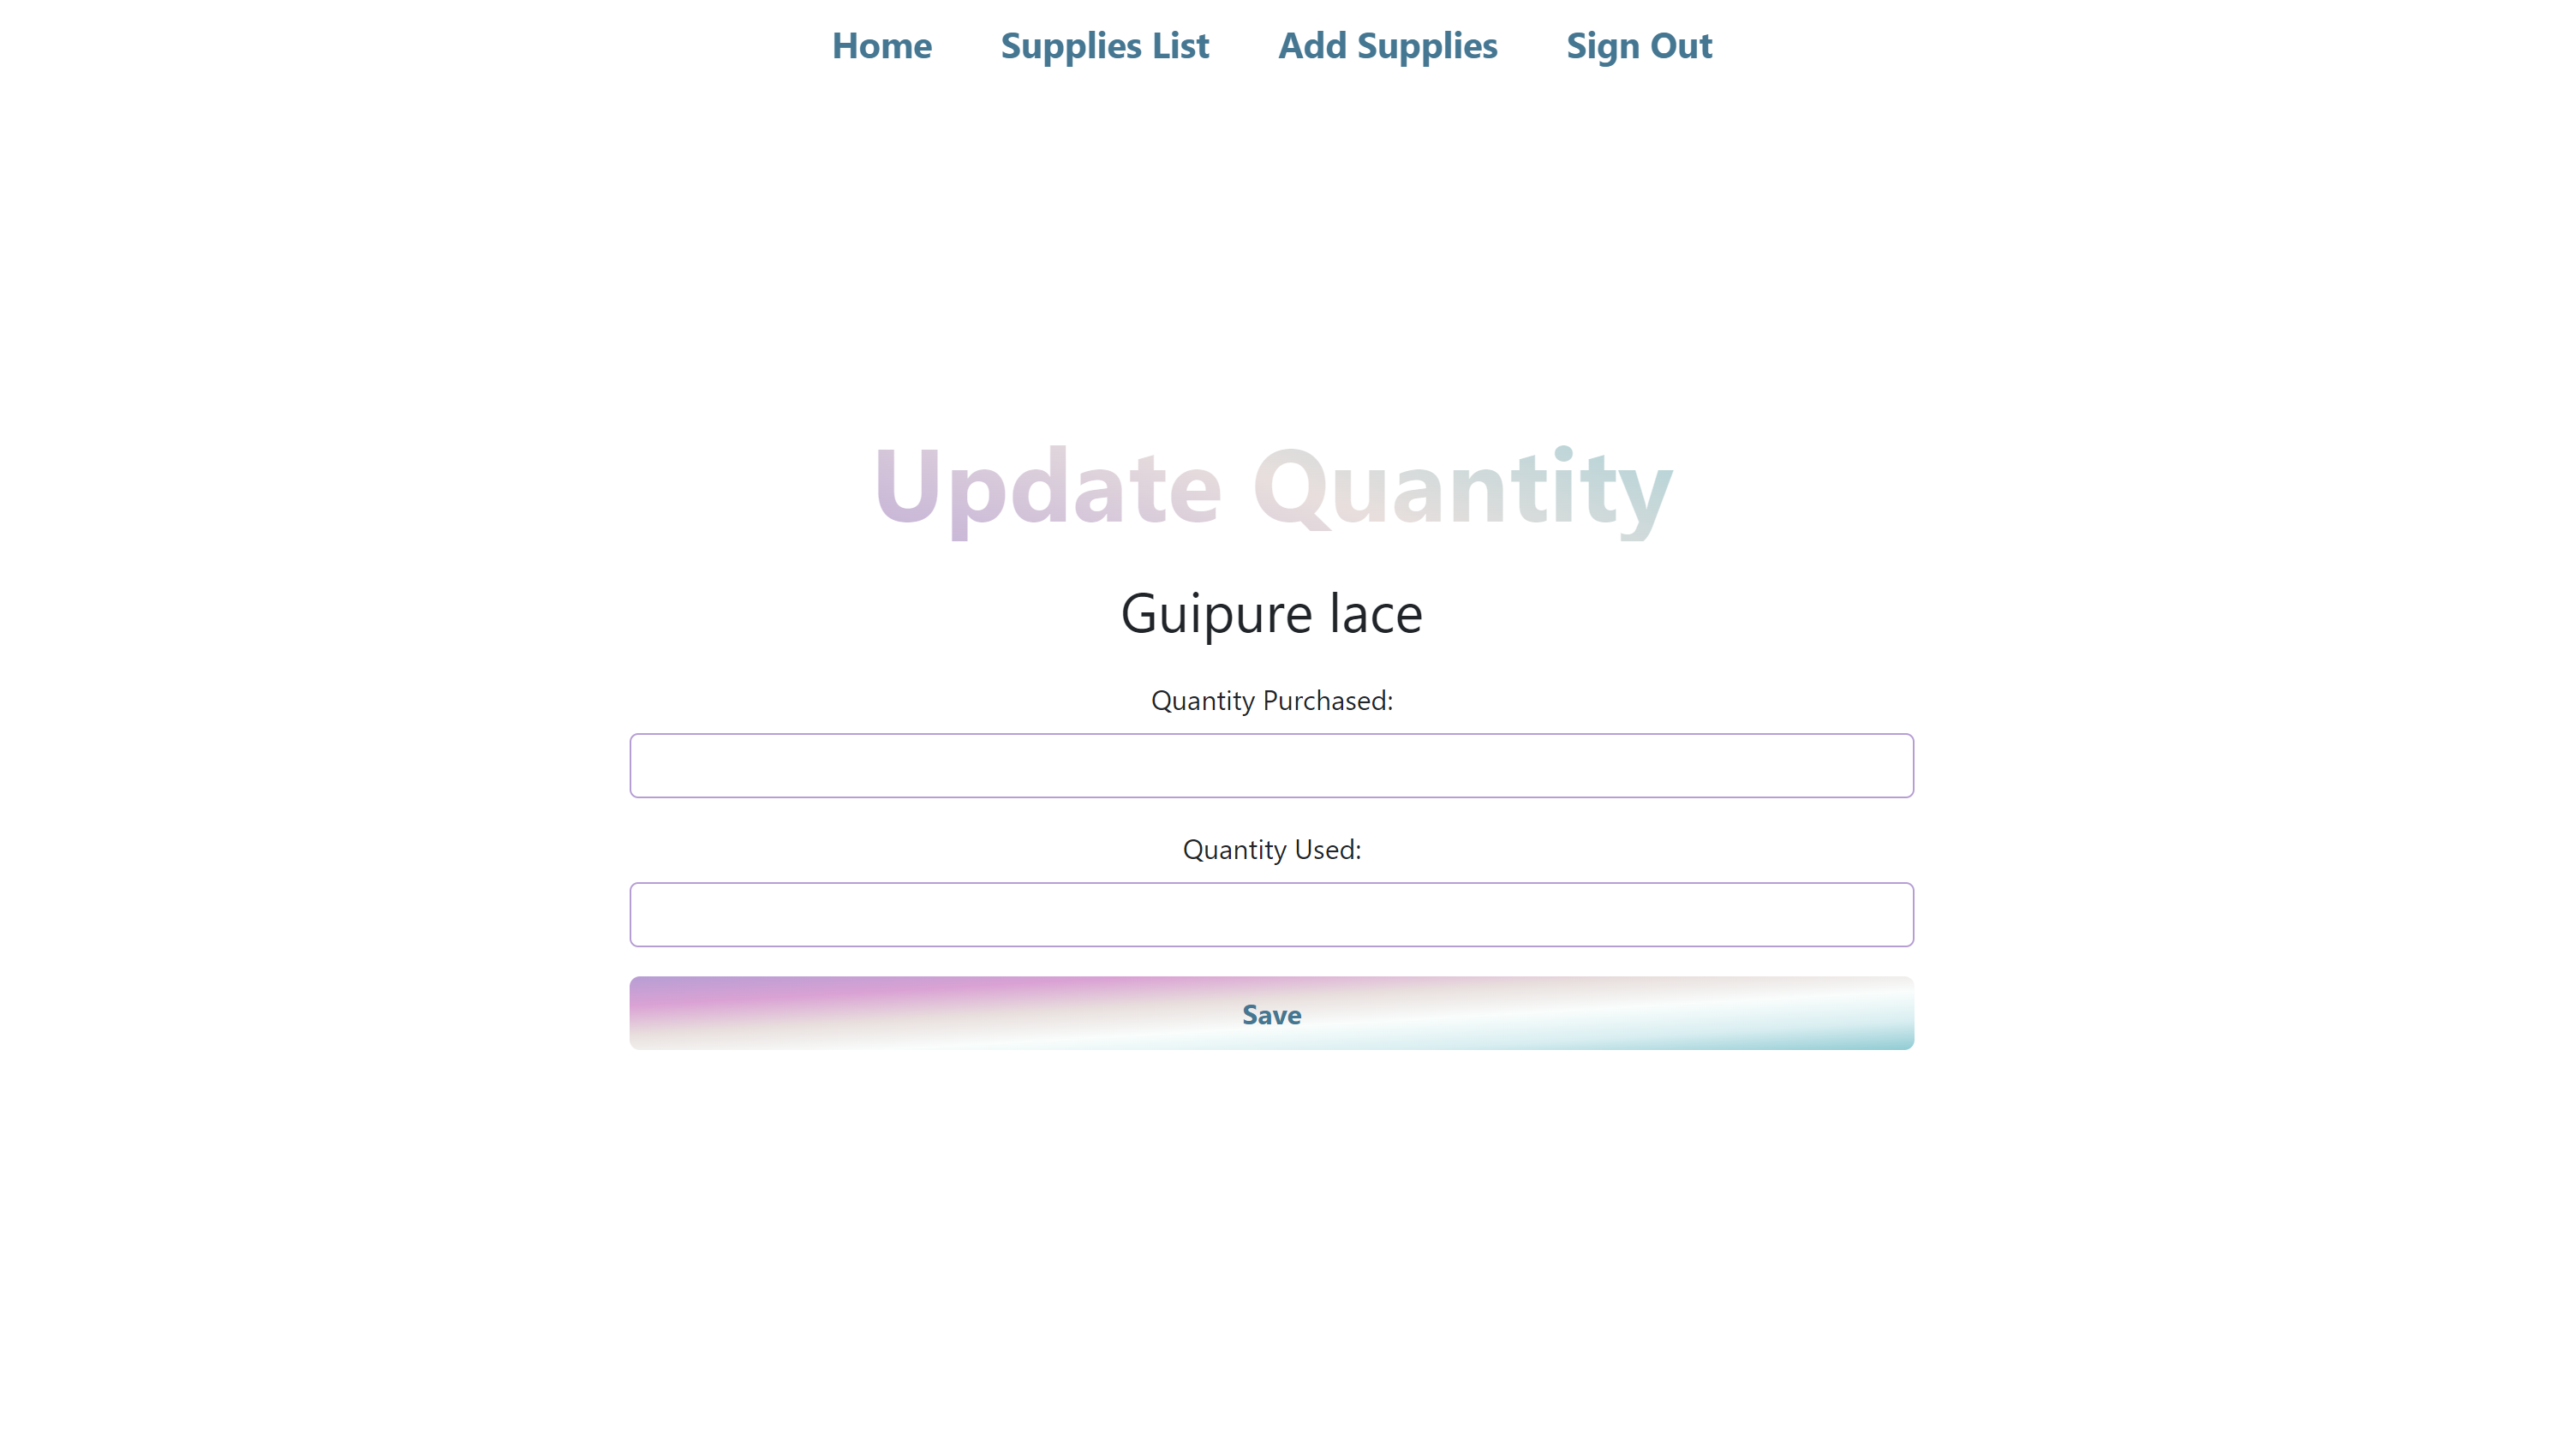 Home Supplies List Add Supplies Sign Out
Update Quantity
Guipure lace
Quantity Purchased:
Quantity Used:
Save